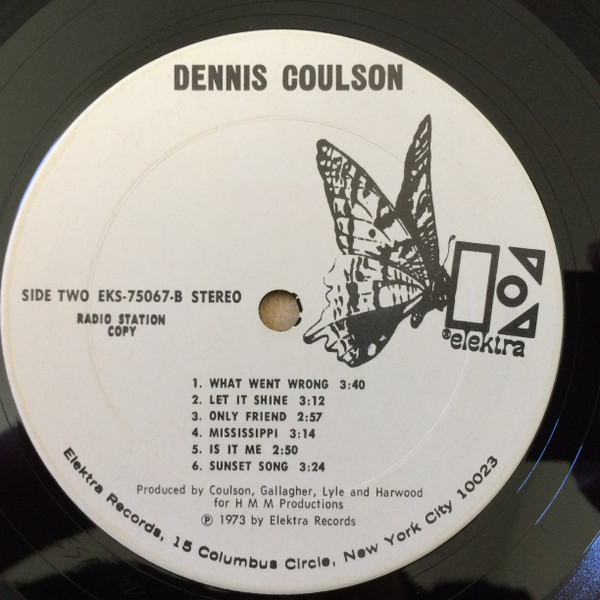 DENNIS COULSON
elektra
SIDE TWO EKS-75067-B STEREO
RADIO STATION
COPY
1. WHAT WENT WRONG 3:40
2. LET IT SHINE 3:12
3. ONLY FRIEND 2:57
4. MISSISSIPPI 3:14
5. IS IT ME 2:50
6. SUNSET SONG 3:24
Produced by Coulson, Gallagher, Lyle and Harwood
for H M M Productions
℗ 1973 by Elektra Records
Elektra Records, 15 Columbus Circle, New York City 10023